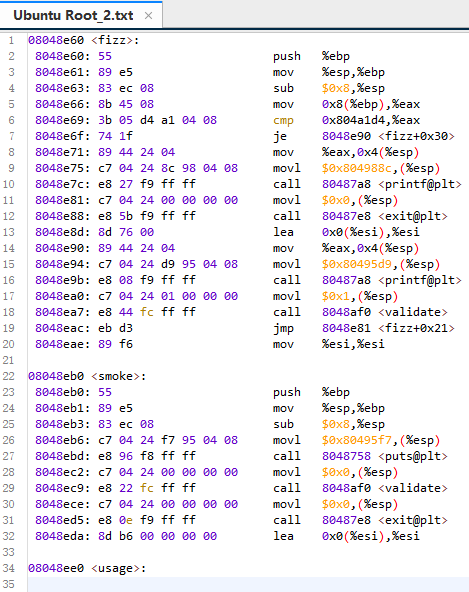 Ubuntu Root_2.txt ×
1 08048e60 <fizz>:
2 8048e60: 55 push %ebp
3 8048e61: 89 e5 mov %esp,%ebp
4 8048e63: 83 ec 08 sub $0x8,%esp
5 8048e66: 8b 45 08 mov 0x8(%ebp),%eax
6 8048e69: 3b 05 d4 a1 04 08 cmp 0x804a1d4,%eax
7 8048e6f: 74 1f je 8048e90 <fizz+0x30>
8 8048e71: 89 44 24 04 mov %eax,0x4(%esp)
9 8048e75: c7 04 24 8c 98 04 08 movl $0x804988c,(%esp)
10 8048e7c: e8 27 f9 ff ff call 80487a8 <printf@plt>
11 8048e81: c7 04 24 00 00 00 00 movl $0x0,(%esp)
12 8048e88: e8 5b f9 ff ff call 80487e8 <exit@plt>
13 8048e8d: 8d 76 00 lea 0x0(%esi),%esi
14 8048e90: 89 44 24 04 mov %eax,0x4(%esp)
15 8048e94: c7 04 24 d9 95 04 08 movl $0x80495d9,(%esp)
16 8048e9b: e8 08 f9 ff ff call 80487a8 <printf@plt>
17 8048ea0: c7 04 24 01 00 00 00 movl $0x1,(%esp)
18 8048ea7: e8 44 fc ff ff call 8048af0 <validate>
19 8048eac: eb d3 jmp 8048e81 <fizz+0x21>
20 8048eae: 89 f6 mov %esi,%esi
21
22 08048eb0 <smoke>:
23 8048eb0: 55 push %ebp
24 8048eb1: 89 e5 mov %esp,%ebp
25 8048eb3: 83 ec 08 sub $0x8,%esp
26 8048eb6: c7 04 24 f7 95 04 08 movl $0x80495f7,(%esp)
27 8048ebd: e8 96 f8 ff ff call 8048758 <puts@plt>
28 8048ec2: c7 04 24 00 00 00 00 movl $0x0,(%esp)
29 8048ec9: e8 22 fc ff ff call 8048af0 <validate>
30 8048ece: c7 04 24 00 00 00 00 movl $0x0,(%esp)
31 8048ed5: e8 0e f9 ff ff call 80487e8 <exit@plt>
32 8048eda: 8d b6 00 00 00 00 lea 0x0(%esi),%esi
33
34 08048ee0 <usage>:
35